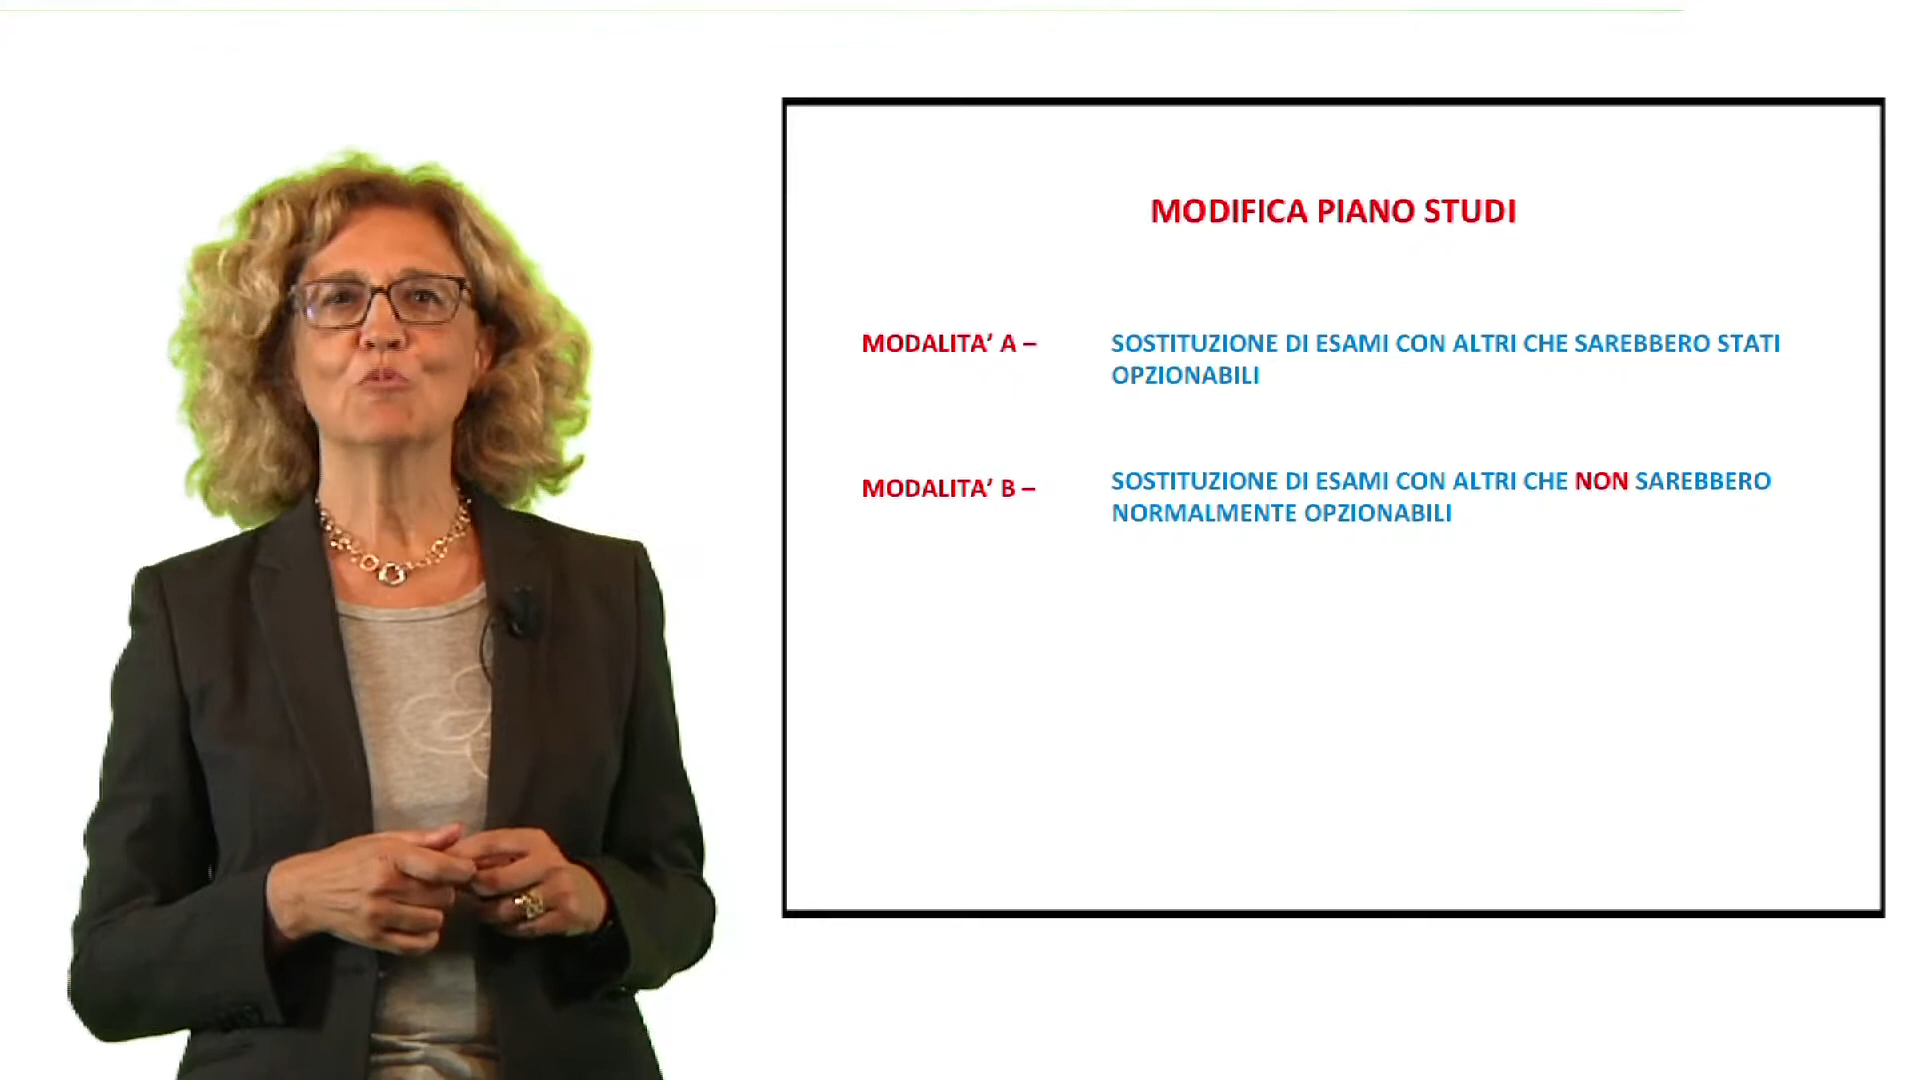 MODIFICA PIANO STUDI
MODALITA’ A –
SOSTITUZIONE DI ESAMI CON ALTRI CHE SAREBBERO STATI
OPZIONABILI
MODALITA’ B –
SOSTITUZIONE DI ESAMI CON ALTRI CHE NON SAREBBERO
NORMALMENTE OPZIONABILI